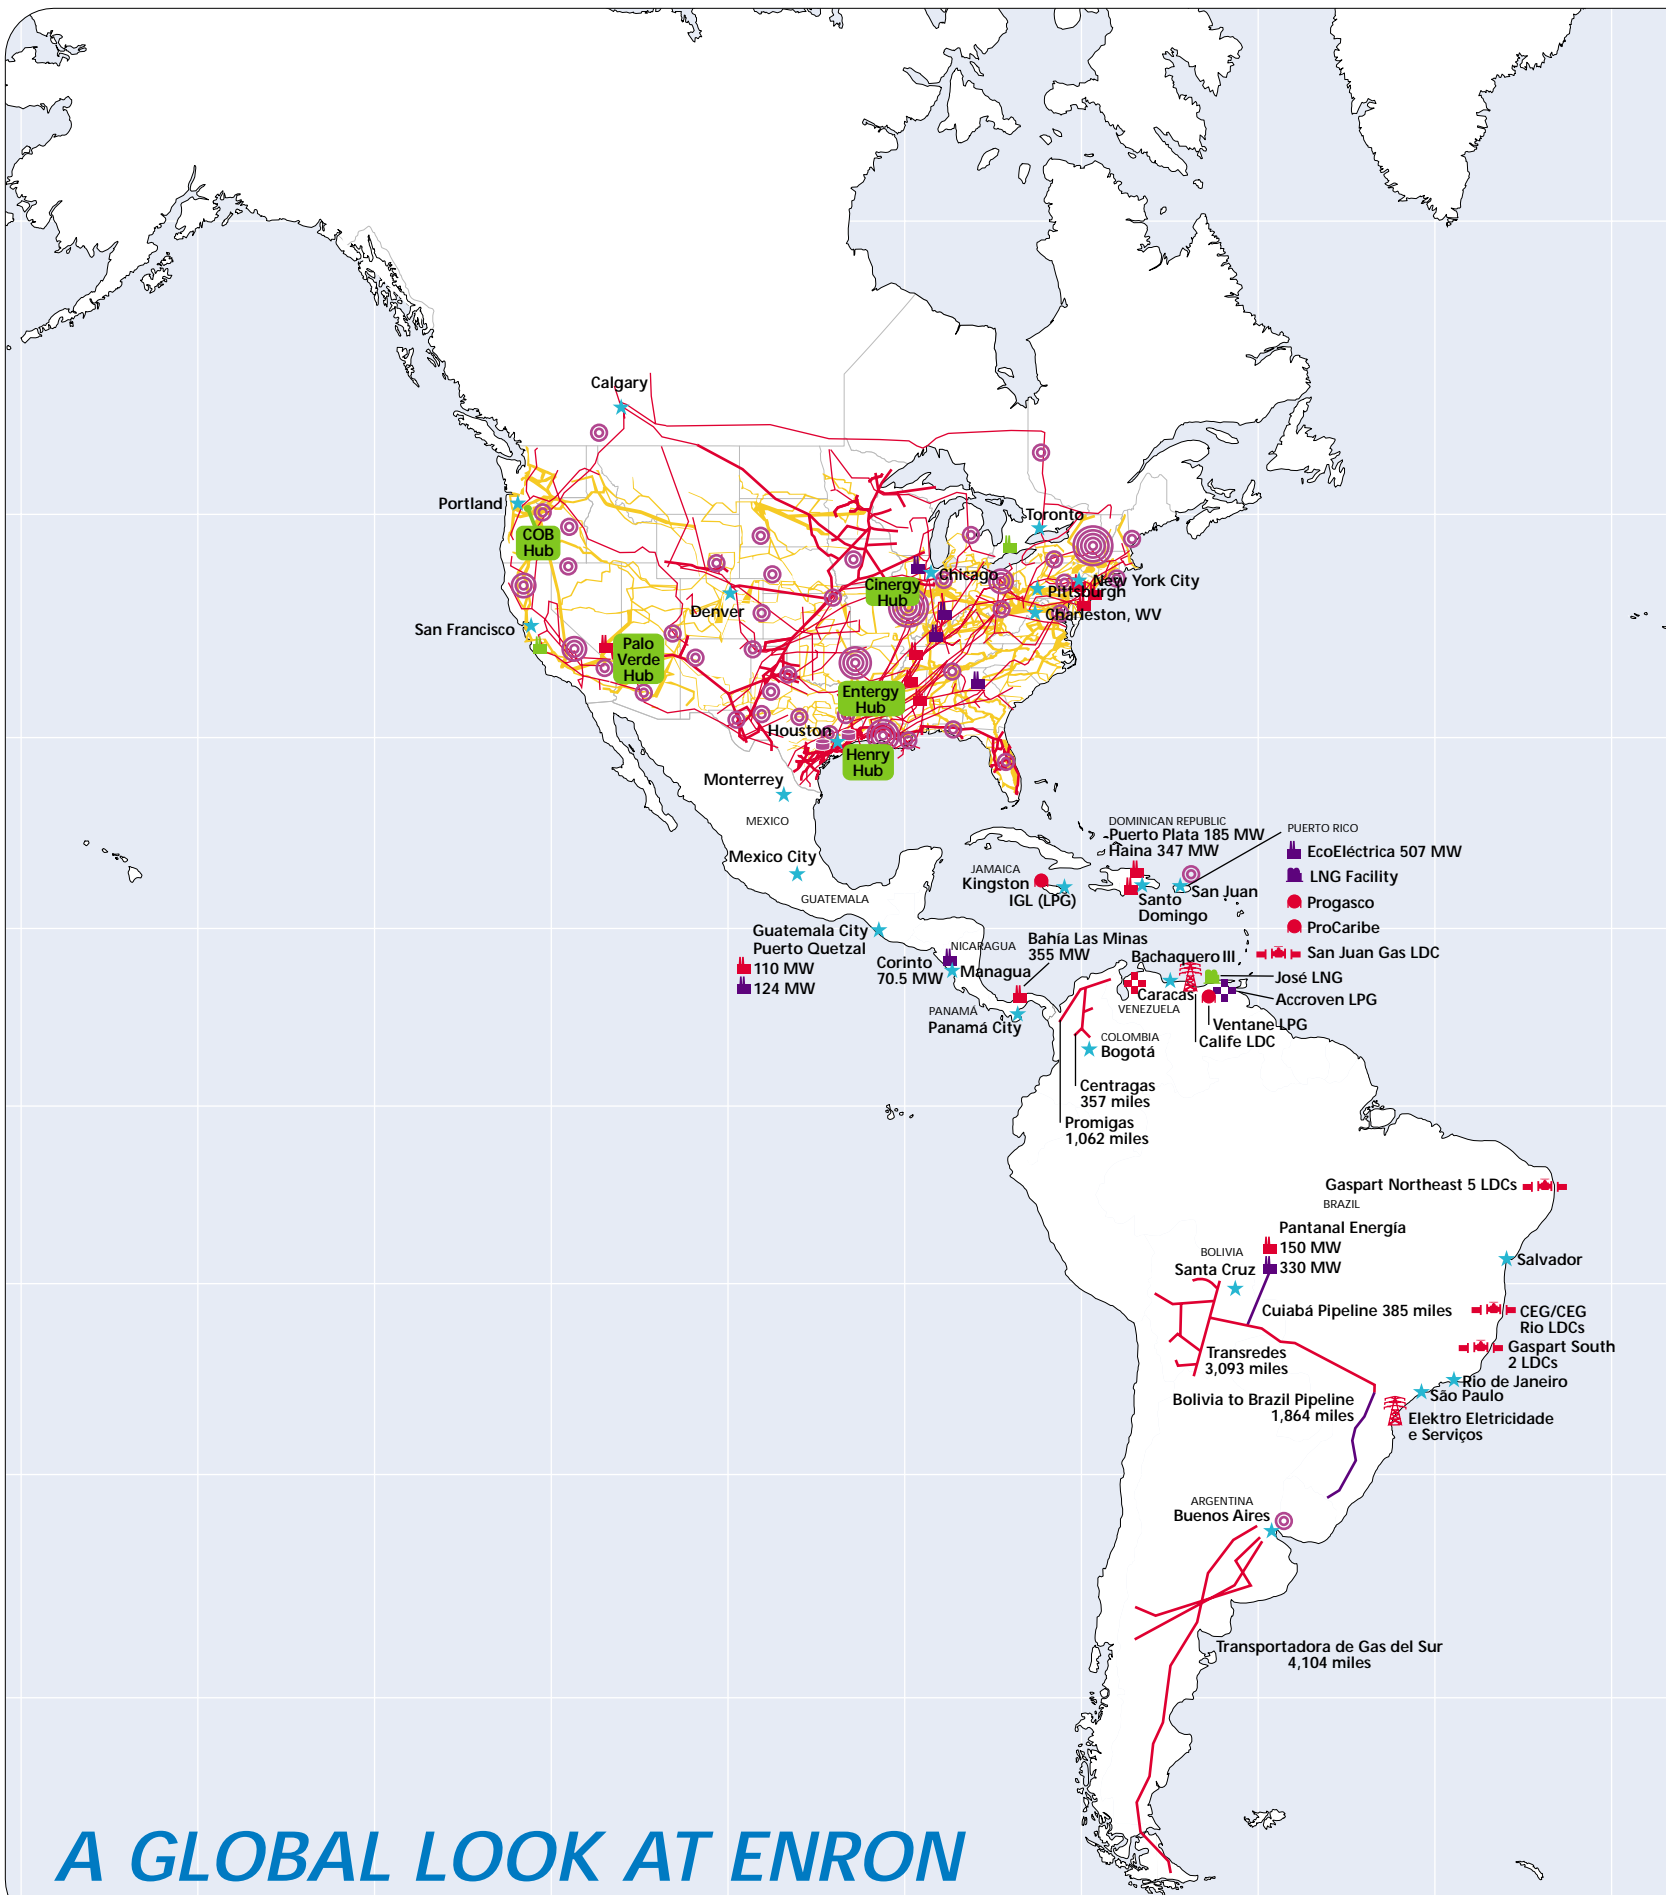 Calgary
Portland
COB
Hub
Toronto
Chicago
Cinergy
Hub
New York City
Pittsburgh
Denver
Charleston, WV
San Francisco
Palo
Verde
Hub
Entergy
Hub
Houston
Henry
Hub
Monterrey
MEXICO
Mexico City
GUATEMALA
Guatemala City
Puerto Quetzal
110 MW
124 MW
NICARAGUA
Corinto
70.5 MW
Managua
JAMAICA
Kingston
IGL (LPG)
DOMINICAN REPUBLIC
Puerto Plata 185 MW
Haina 347 MW
Santo
Domingo
San Juan
PUERTO RICO
EcoEléctrica 507 MW
LNG Facility
Progasco
ProCaribe
San Juan Gas LDC
Bahía Las Minas
355 MW
PANAMÁ
Panamá City
Bachaquero III
Caracas
VENEZUELA
José LNG
Accroven LPG
Ventane LPG
Calife LDC
COLOMBIA
Bogotá
Centragas
357 miles
Promigas
1,062 miles
Gaspart Northeast 5 LDCs
BRAZIL
Pantanal Energía
150 MW
330 MW
BOLIVIA
Santa Cruz
Salvador
Cuiabá Pipeline 385 miles
CEG/CEG
Rio LDCs
Gaspart South
2 LDCs
Transredes
3,093 miles
Rio de Janeiro
São Paulo
Bolivia to Brazil Pipeline
1,864 miles
Elektro Eletricidade
e Serviços
ARGENTINA
Buenos Aires
Transportadora de Gas del Sur
4,104 miles
A GLOBAL LOOK AT ENRON